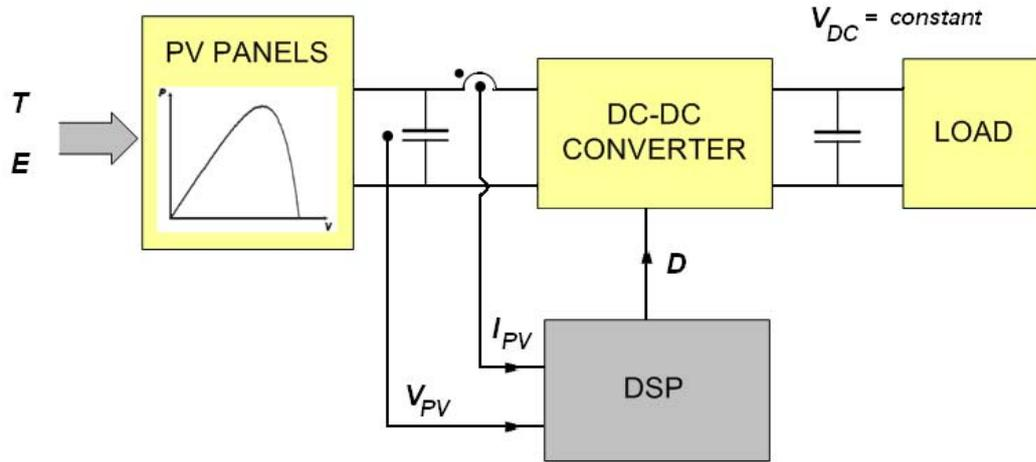 V_DC = constant
PV PANELS
P
V
T
E
DC-DC
CONVERTER
LOAD
D
I_PV
V_PV
DSP